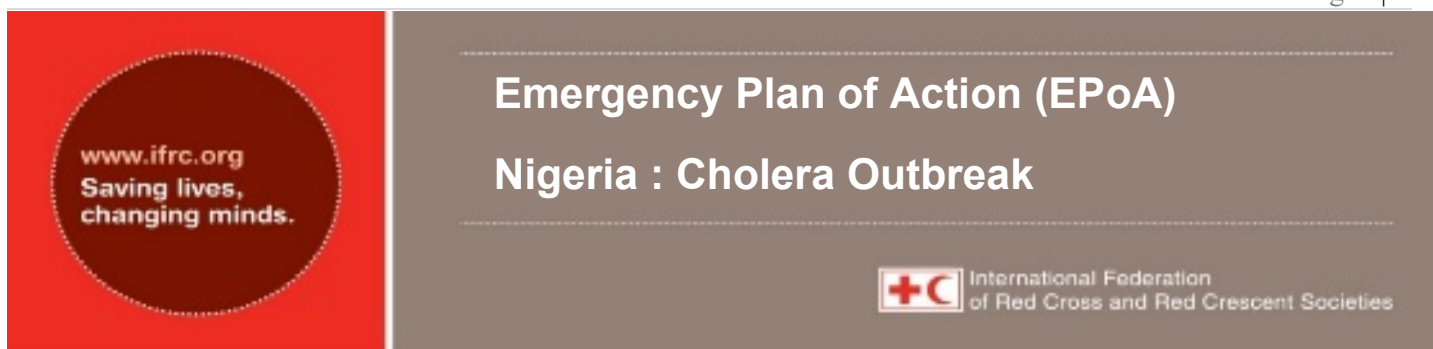 www.ifrc.org
Saving lives,
changing minds.
Emergency Plan of Action (EPoA)
Nigeria : Cholera Outbreak
International Federation
of Red Cross and Red Crescent Societies